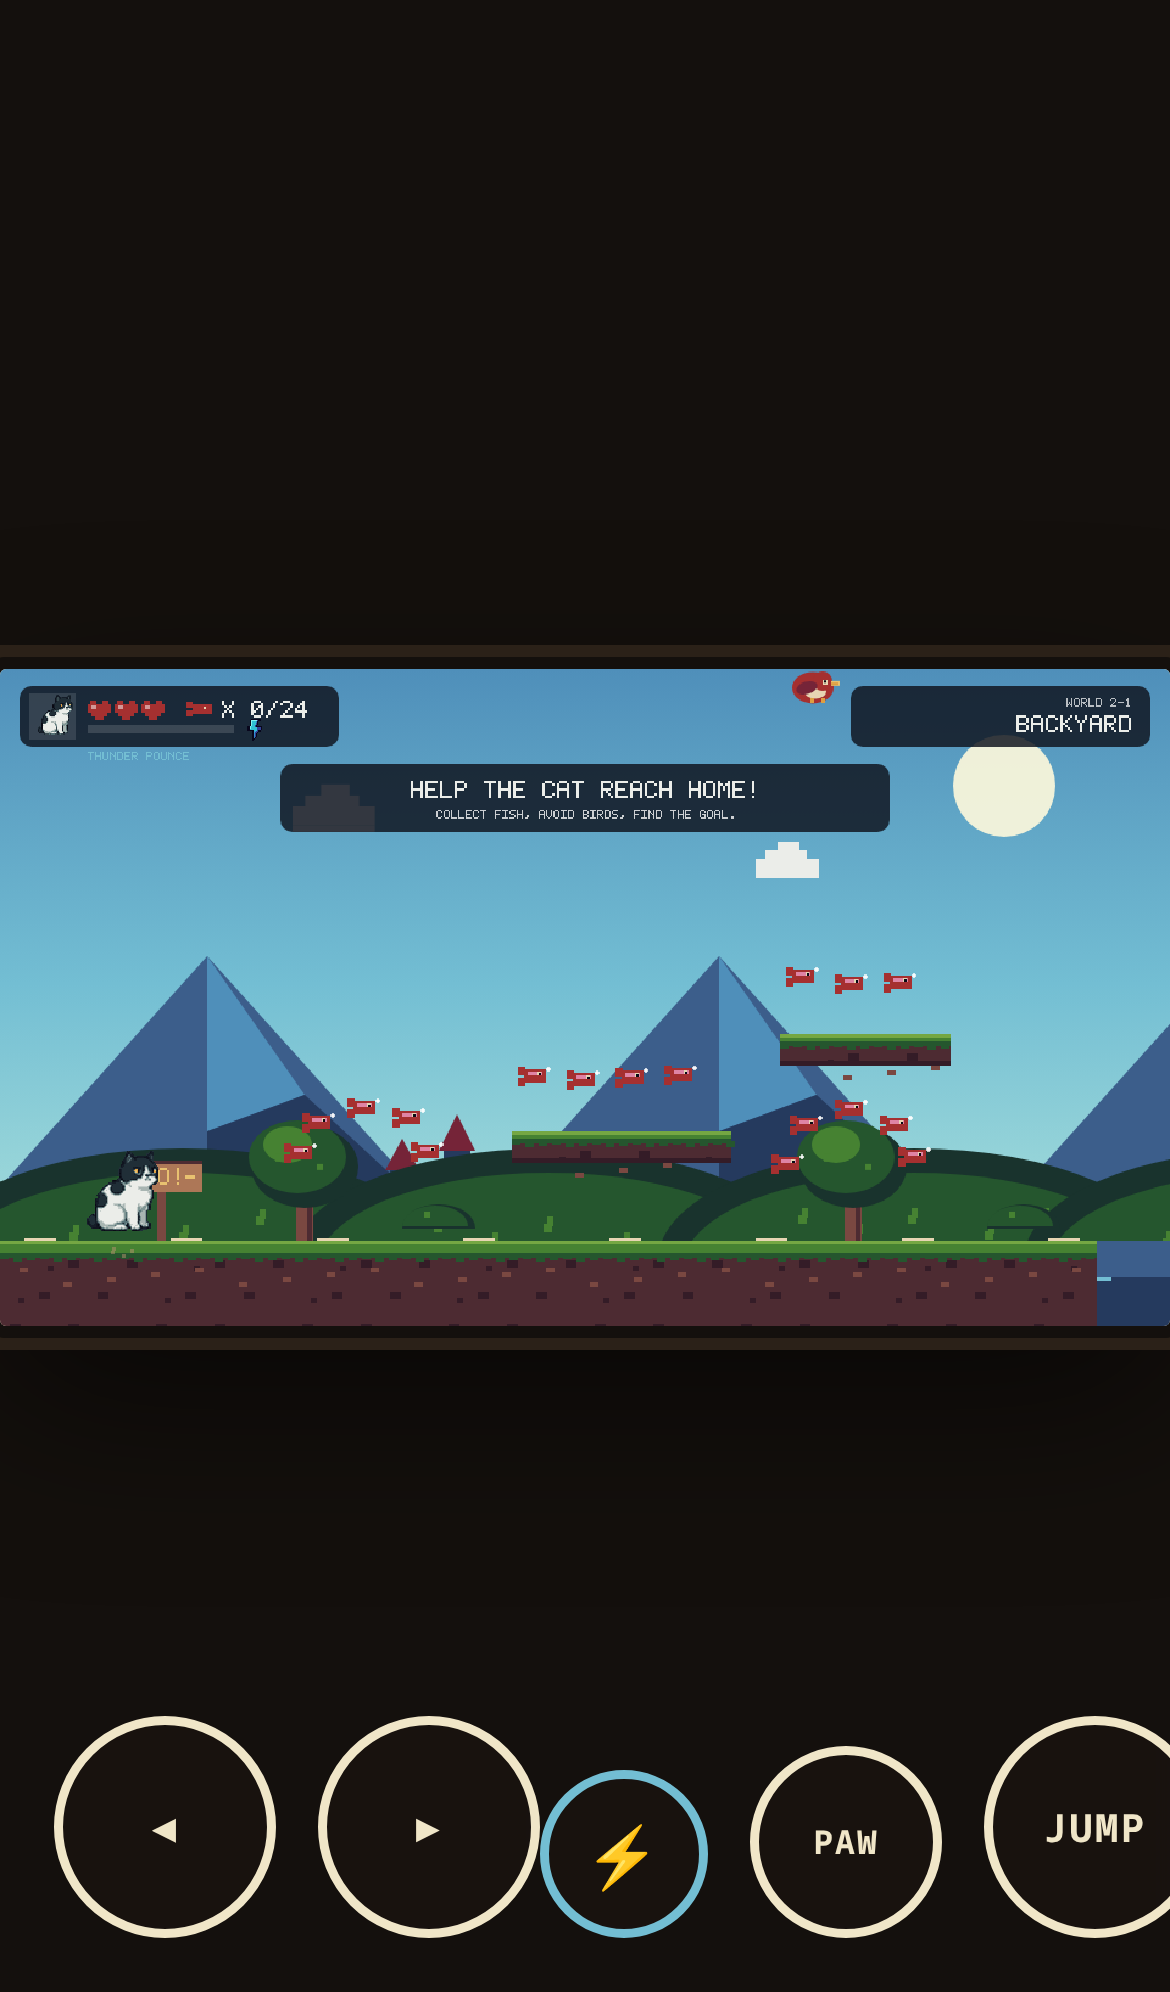 X 0/24
THUNDER POUNCE
WORLD 2-1
BACKYARD
HELP THE CAT REACH HOME!
COLLECT FISH, AVOID BIRDS, FIND THE GOAL.
O!-
PAW
JUMP